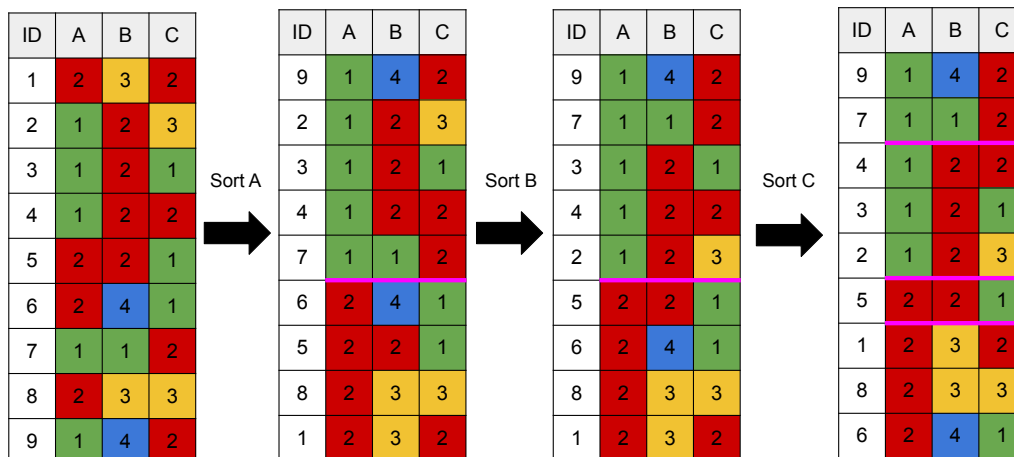 ID A B C
1 2 3 2
2 1 2 3
3 1 2 1
4 1 2 2
5 2 2 1
6 2 4 1
7 1 1 2
8 2 3 3
9 1 4 2
Sort A
ID A B C
9 1 4 2
2 1 2 3
3 1 2 1
4 1 2 2
7 1 1 2
6 2 4 1
5 2 2 1
8 2 3 3
1 2 3 2
Sort B
ID A B C
9 1 4 2
7 1 1 2
3 1 2 1
4 1 2 2
2 1 2 3
5 2 2 1
6 2 4 1
8 2 3 3
1 2 3 2
Sort C
ID A B C
9 1 4 2
7 1 1 2
4 1 2 2
3 1 2 1
2 1 2 3
5 2 2 1
1 2 3 2
8 2 3 3
6 2 4 1